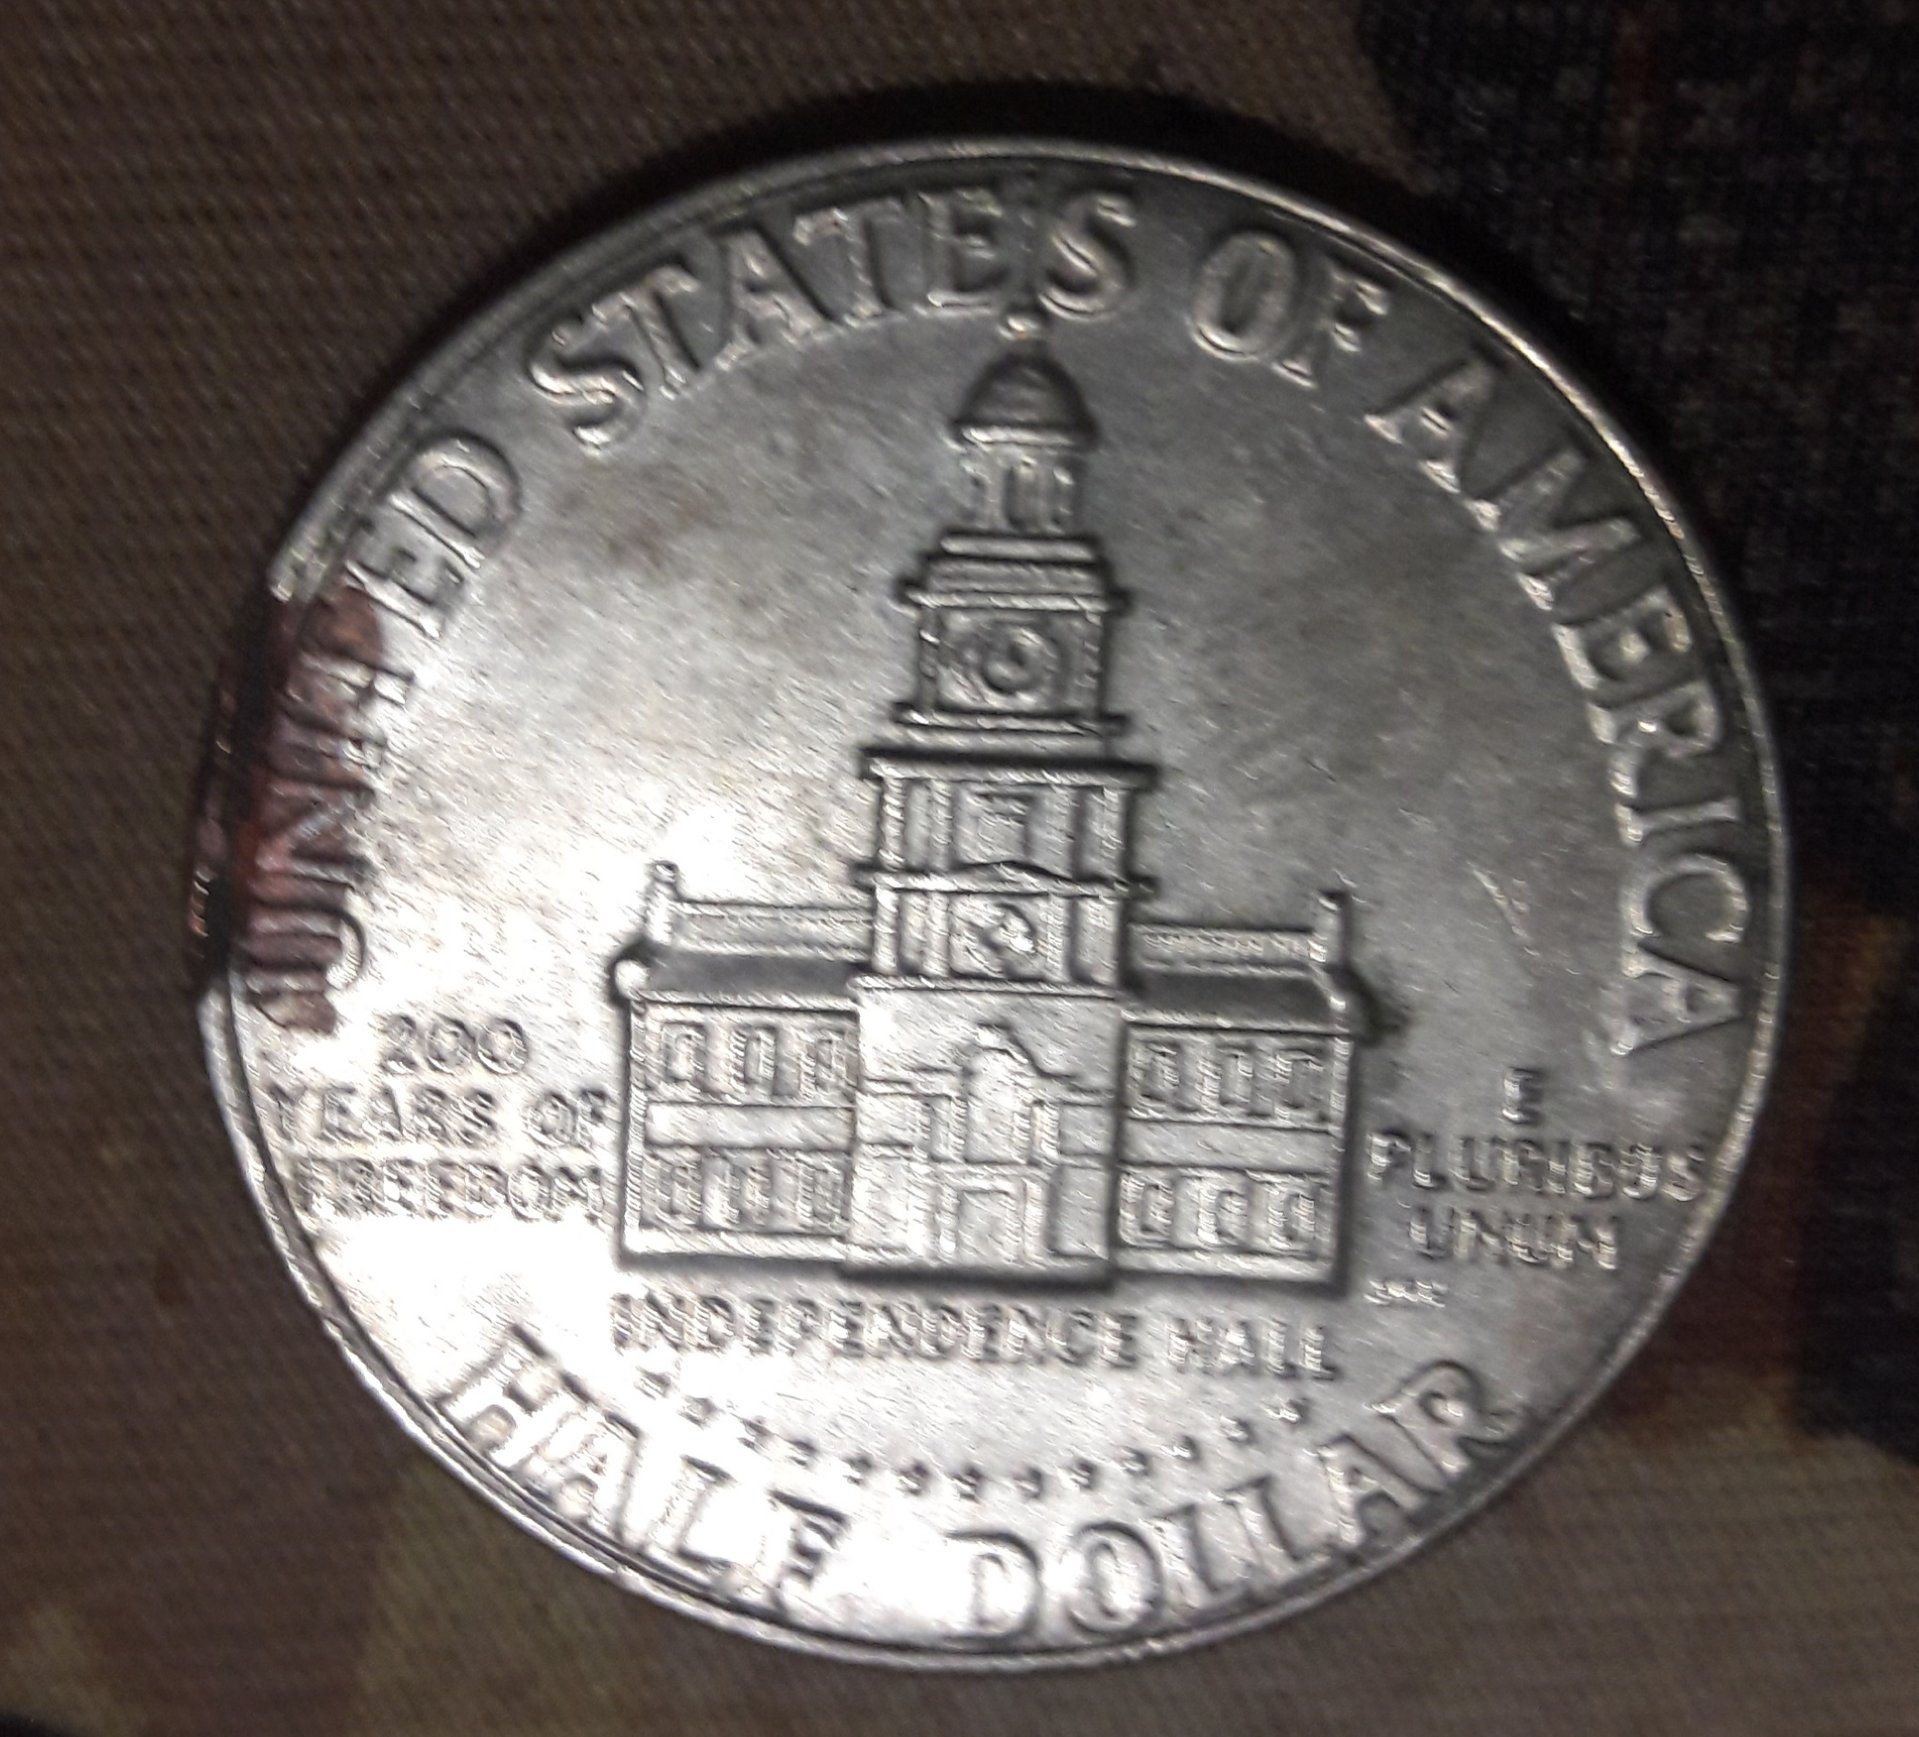 UNITED STATES OF AMERICA
200
YEARS OF
FREEDOM
E
PLURIBUS
UNUM
INDEPENDENCE HALL
HALF DOLLAR